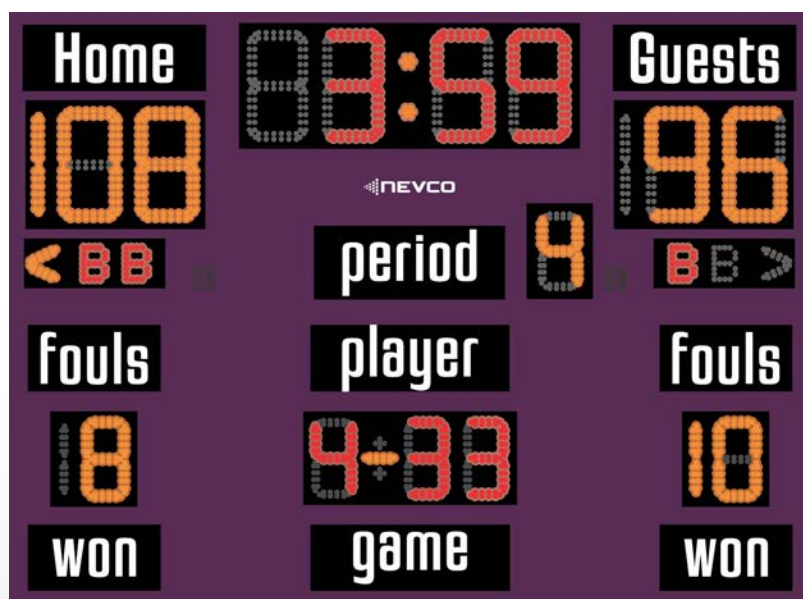 Home 3:59 Guests
108 96
NEVCO
< B B period 4 B B >
fouls player fouls
8 4-33 10
won game won